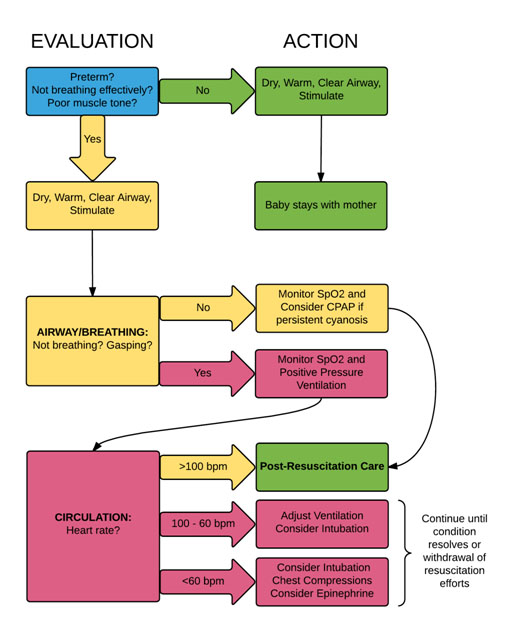 EVALUATION
ACTION
Preterm?
Not breathing effectively?
Poor muscle tone?
No
Dry, Warm, Clear Airway,
Stimulate
Yes
Dry, Warm, Clear Airway,
Stimulate
Baby stays with mother
AIRWAY/BREATHING:
Not breathing? Gasping?
No
Monitor SpO2 and
Consider CPAP if
persistent cyanosis
Yes
Monitor SpO2 and
Positive Pressure
Ventilation
CIRCULATION:
Heart rate?
>100 bpm
Post-Resuscitation Care
100 - 60 bpm
Adjust Ventilation
Consider Intubation
<60 bpm
Consider Intubation
Chest Compressions
Consider Epinephrine
Continue until
condition
resolves or
withdrawal of
resuscitation
efforts